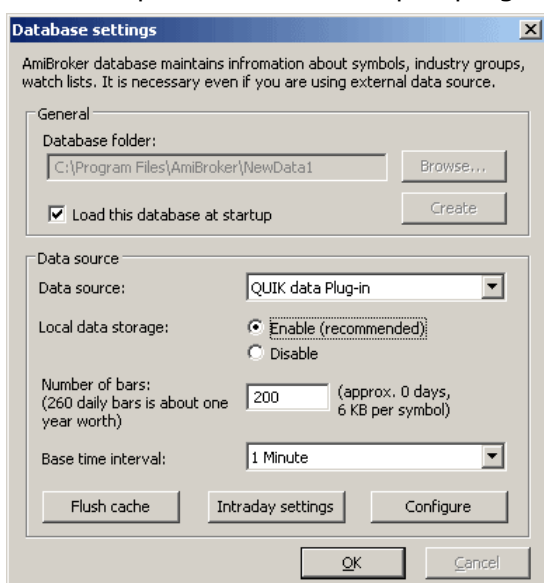 Database settings
AmiBroker database maintains infromation about symbols, industry groups,
watch lists. It is necessary even if you are using external data source.
General
Database folder:
C:\Program Files\AmiBroker\NewData1
Browse...
Load this database at startup
Create
Data source
Data source:
QUIK data Plug-in
Local data storage:
Enable (recommended)
Disable
Number of bars:
(260 daily bars is about one
year worth)
200
(approx. 0 days,
6 KB per symbol)
Base time interval:
1 Minute
Flush cache
Intraday settings
Configure
OK
Cancel